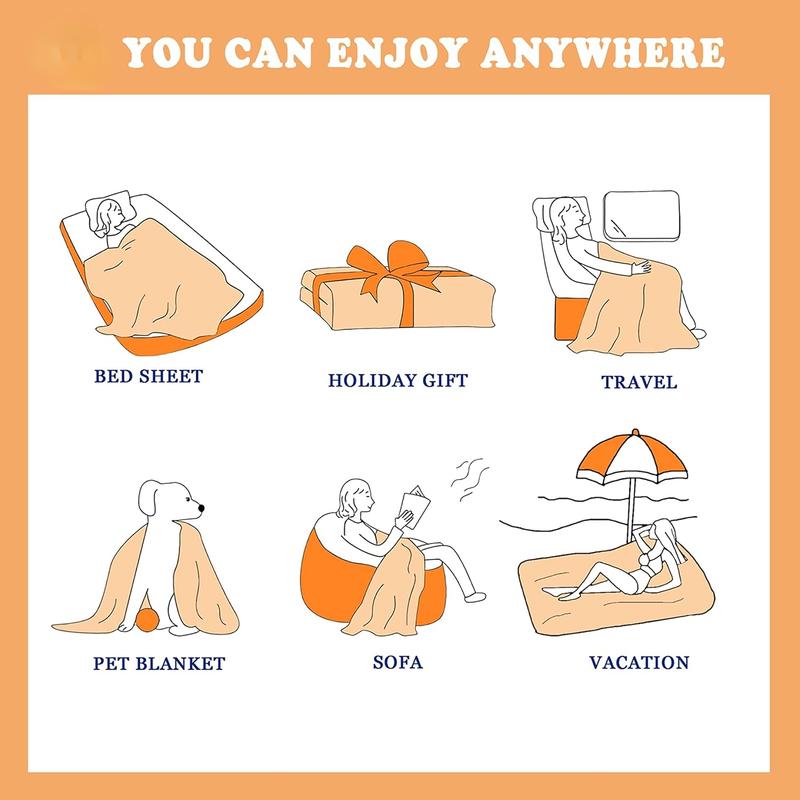 YOU CAN ENJOY ANYWHERE
BED SHEET
HOLIDAY GIFT
TRAVEL
PET BLANKET
SOFA
VACATION